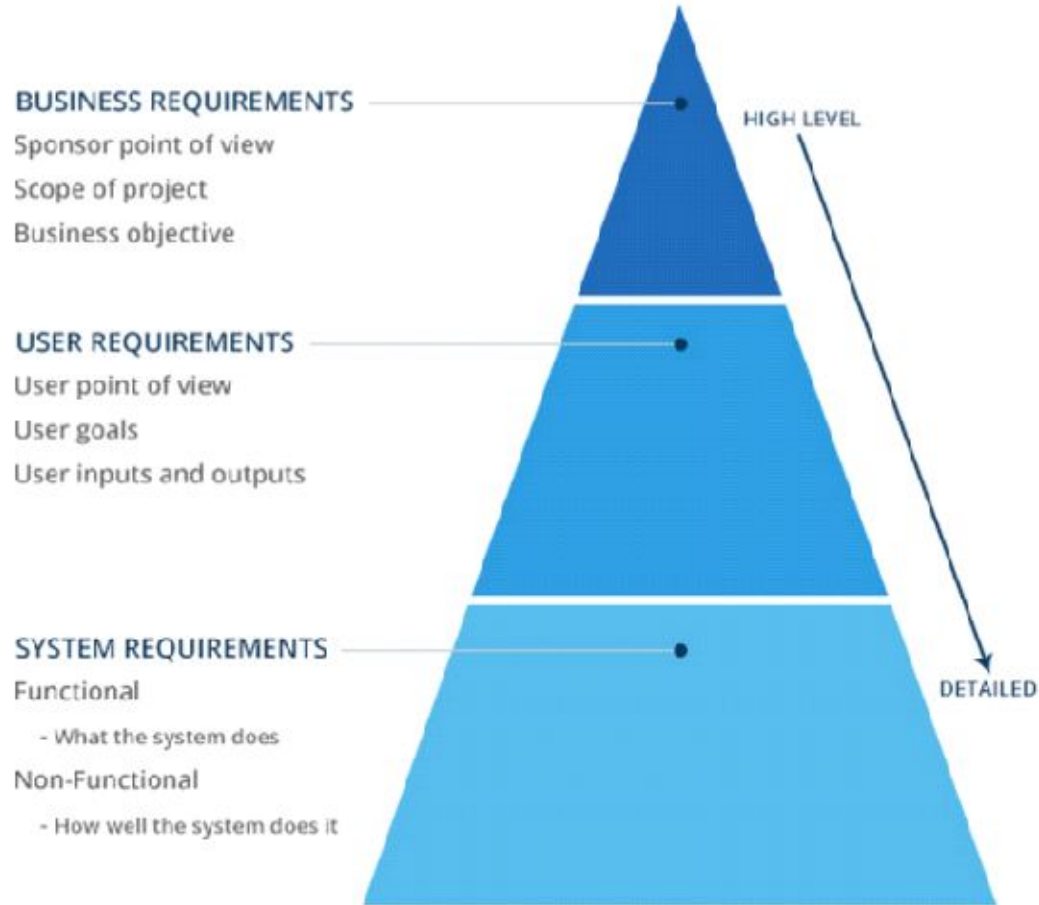 BUSINESS REQUIREMENTS
Sponsor point of view
Scope of project
Business objective
HIGH LEVEL
USER REQUIREMENTS
User point of view
User goals
User inputs and outputs
SYSTEM REQUIREMENTS
Functional
- What the system does
Non-Functional
- How well the system does it
DETAILED